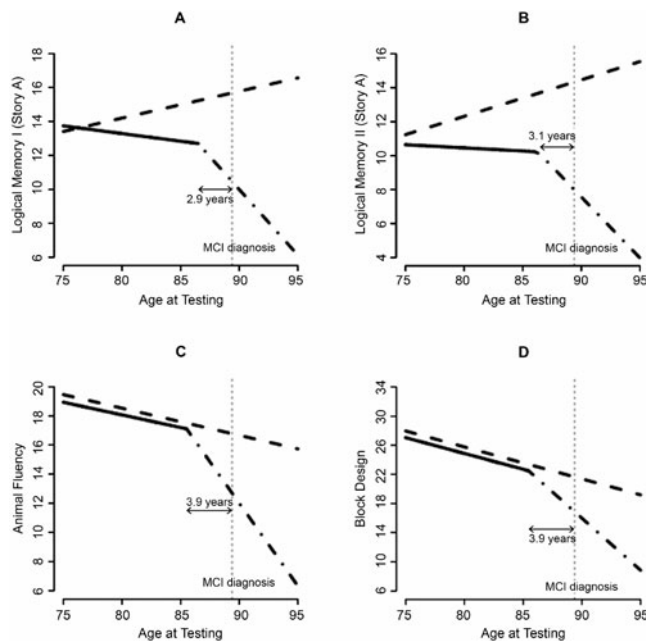 A
Logical Memory I (Story A)
18
16
14
12
10
8
6
2.9 years
MCI diagnosis
75 80 85 90 95
Age at Testing
B
Logical Memory II (Story A)
16
14
12
10
8
6
4
3.1 years
MCI diagnosis
75 80 85 90 95
Age at Testing
C
Animal Fluency
20
18
16
14
12
10
8
6
3.9 years
MCI diagnosis
75 80 85 90 95
Age at Testing
D
Block Design
34
30
26
22
18
14
10
6
3.9 years
MCI diagnosis
75 80 85 90 95
Age at Testing